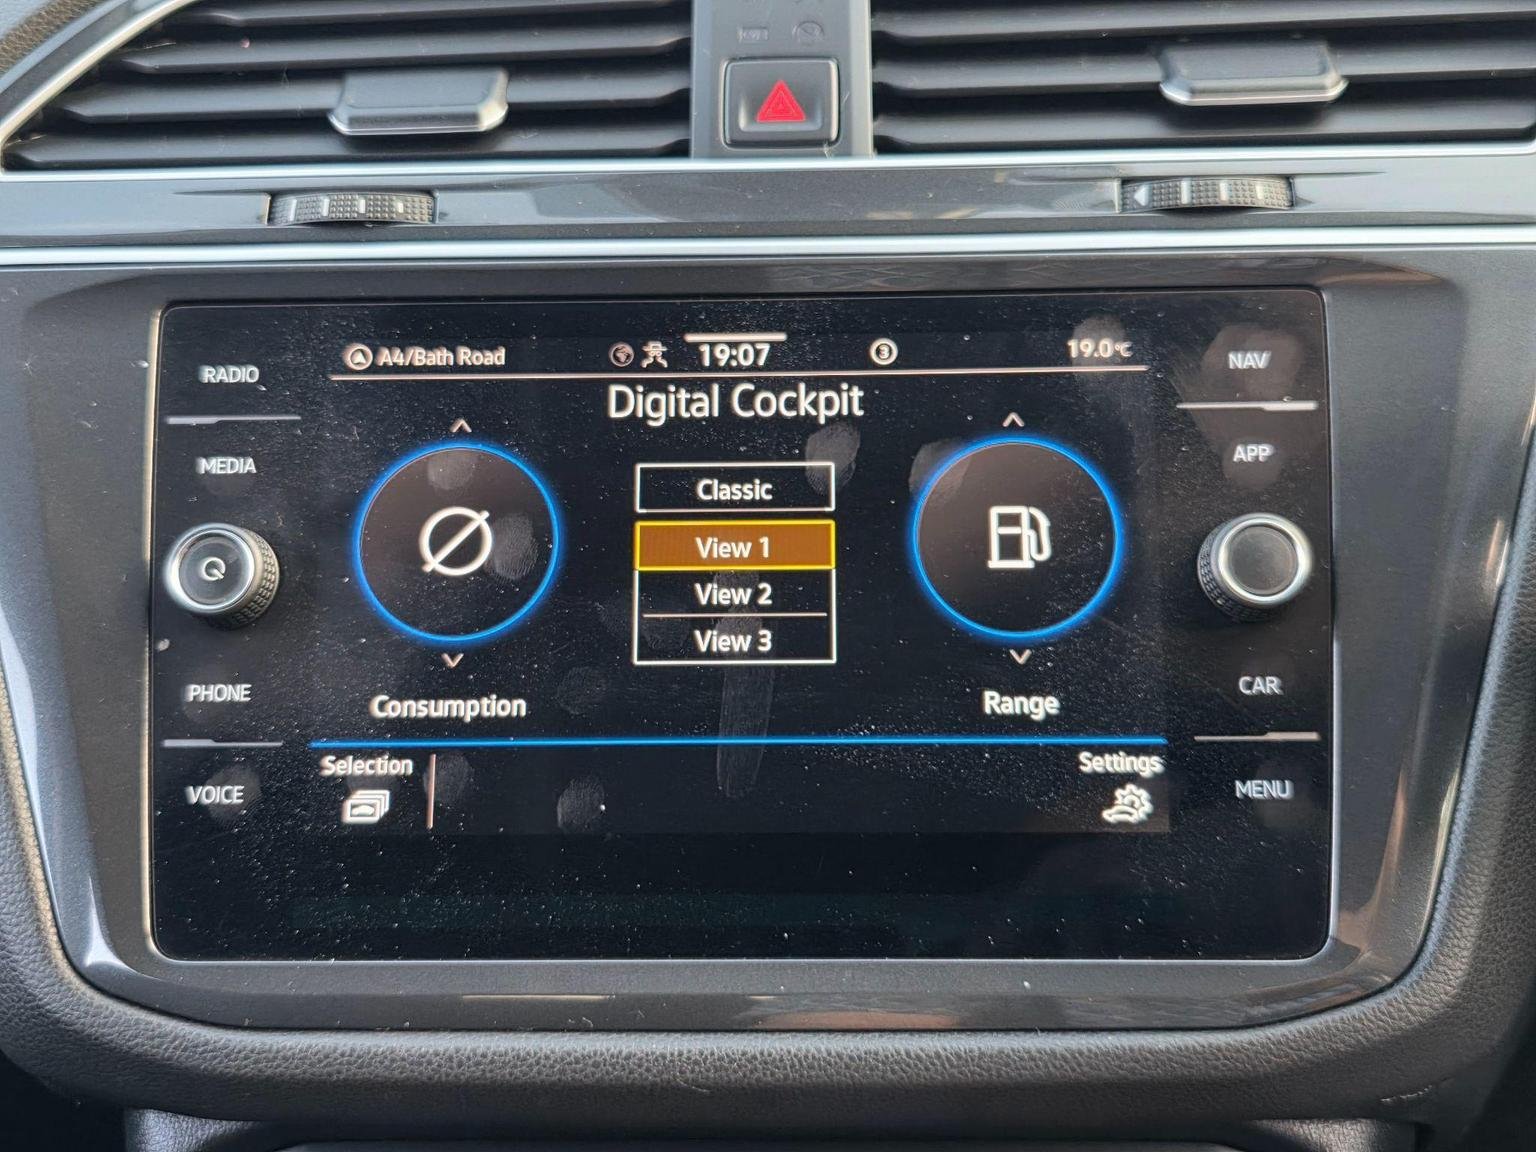 A4/Bath Road 19:07 3 19.0°C
Digital Cockpit
RADIO
MEDIA
PHONE
VOICE
Classic
View 1
View 2
View 3
Consumption
Range
Selection
Settings
NAV
APP
CAR
MENU